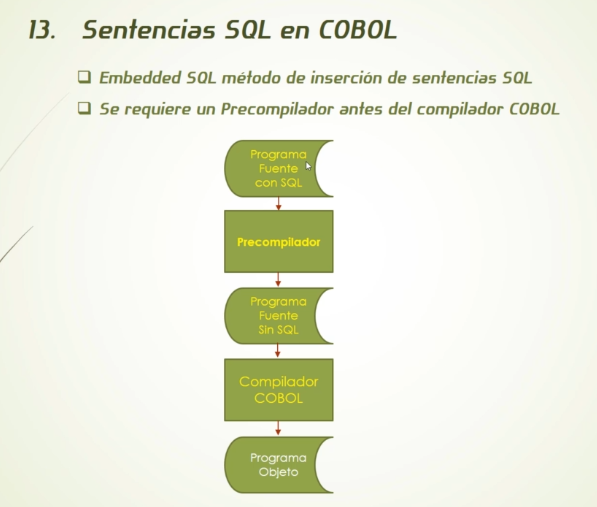 13. Sentencias SQL en COBOL
Embedded SQL método de inserción de sentencias SQL
Se requiere un Precompilador antes del compilador COBOL
Programa
Fuente
con SQL
Precompilador
Programa
Fuente
Sin SQL
Compilador
COBOL
Programa
Objeto